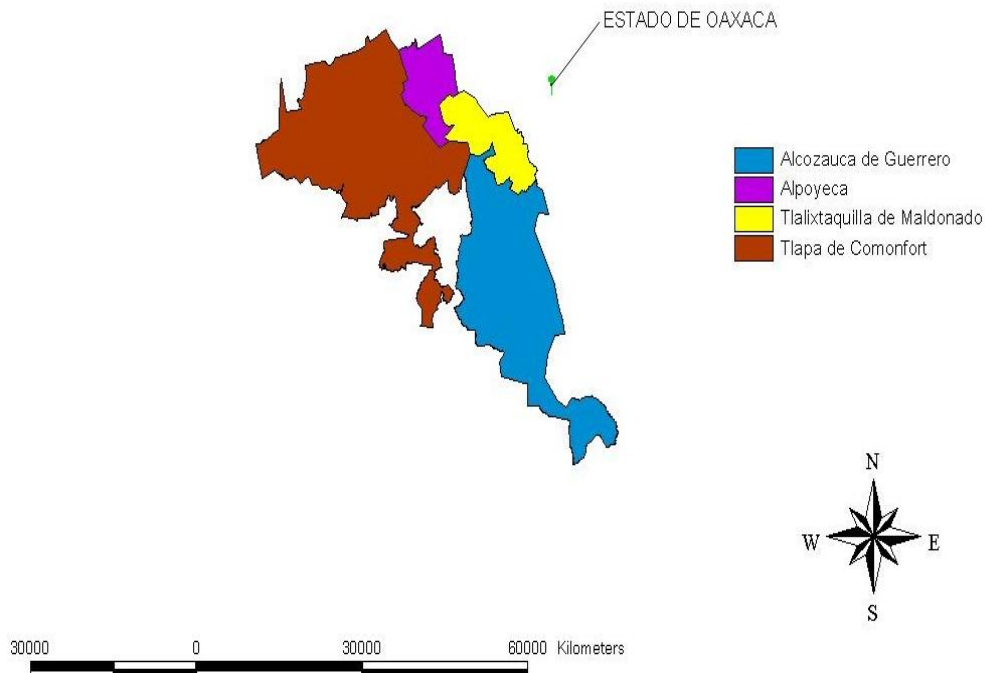 ESTADO DE OAXACA
Alcozauca de Guerrero
Alpoyeca
Tlalixtaquilla de Maldonado
Tlapa de Comonfort
N
W E
S
30000 0 30000 60000 Kilometers